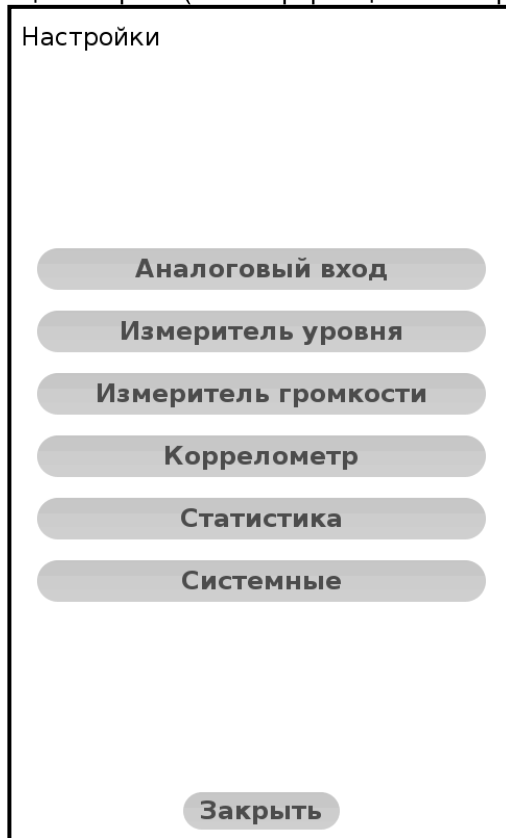 Настройки
Аналоговый вход
Измеритель уровня
Измеритель громкости
Коррелометр
Статистика
Системные
Закрыть